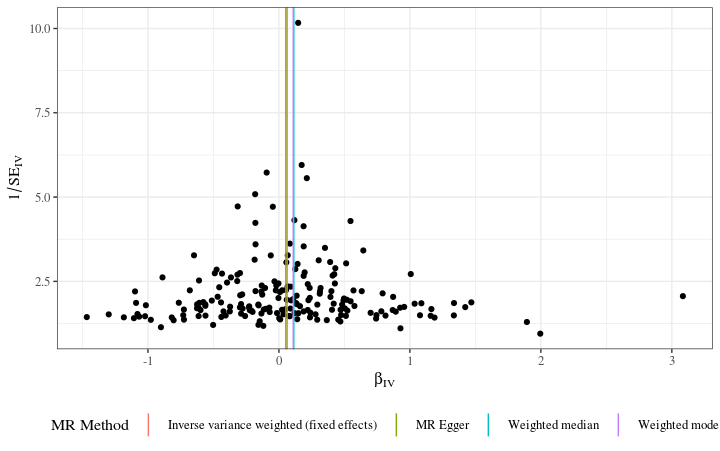 10.0
7.5
5.0
2.5
1/SE_IV
-1
0
1
2
3
β_IV
MR Method
Inverse variance weighted (fixed effects)
MR Egger
Weighted median
Weighted mode